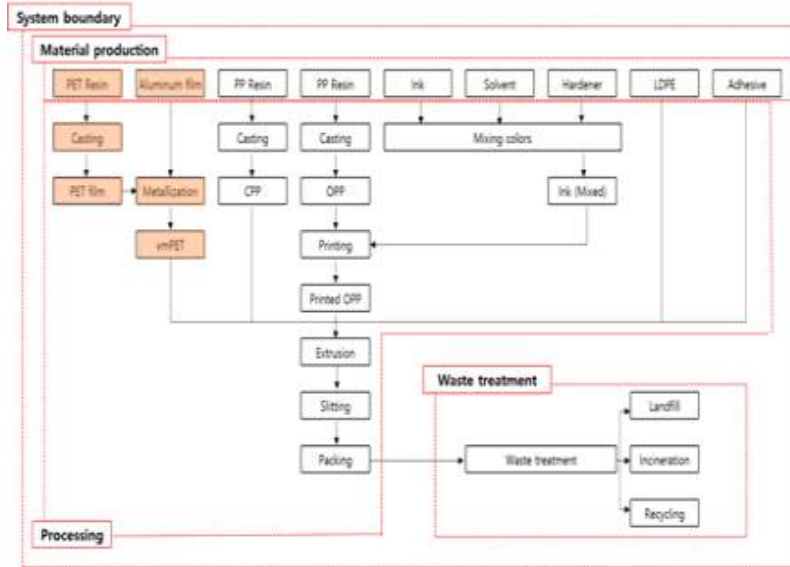 System boundary
Material production
PET Resin Aluminum film PP Resin PP Resin Ink Solvent Hardener LDPE Adhesive
Casting Casting Casting Mixing colors
PET film Metallization CPP OPP Ink (Mixed)
vmPET Printing
Printed OPP
Extrusion
Waste treatment
Slitting Landfill
Packing Waste treatment Incineration
Recycling
Processing